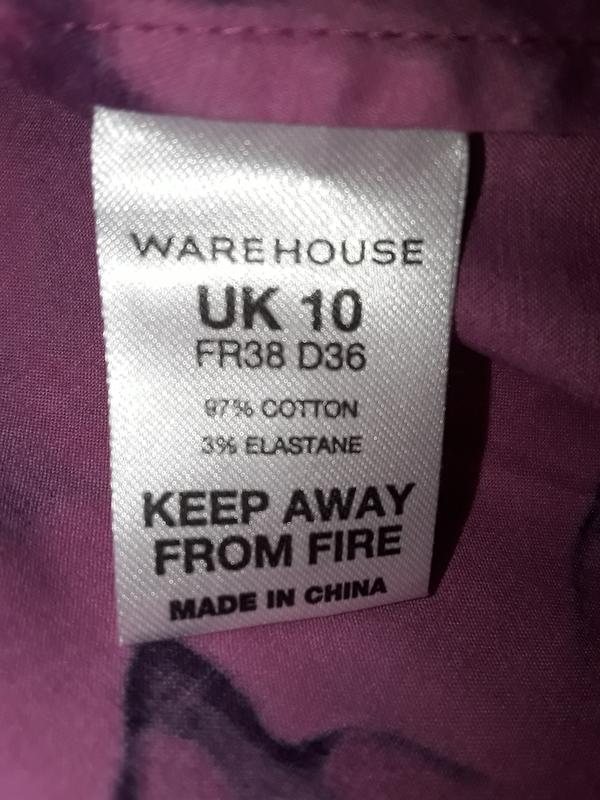 WAREHOUSE
UK 10
FR38 D36
97% COTTON
3% ELASTANE
KEEP AWAY
FROM FIRE
MADE IN CHINA